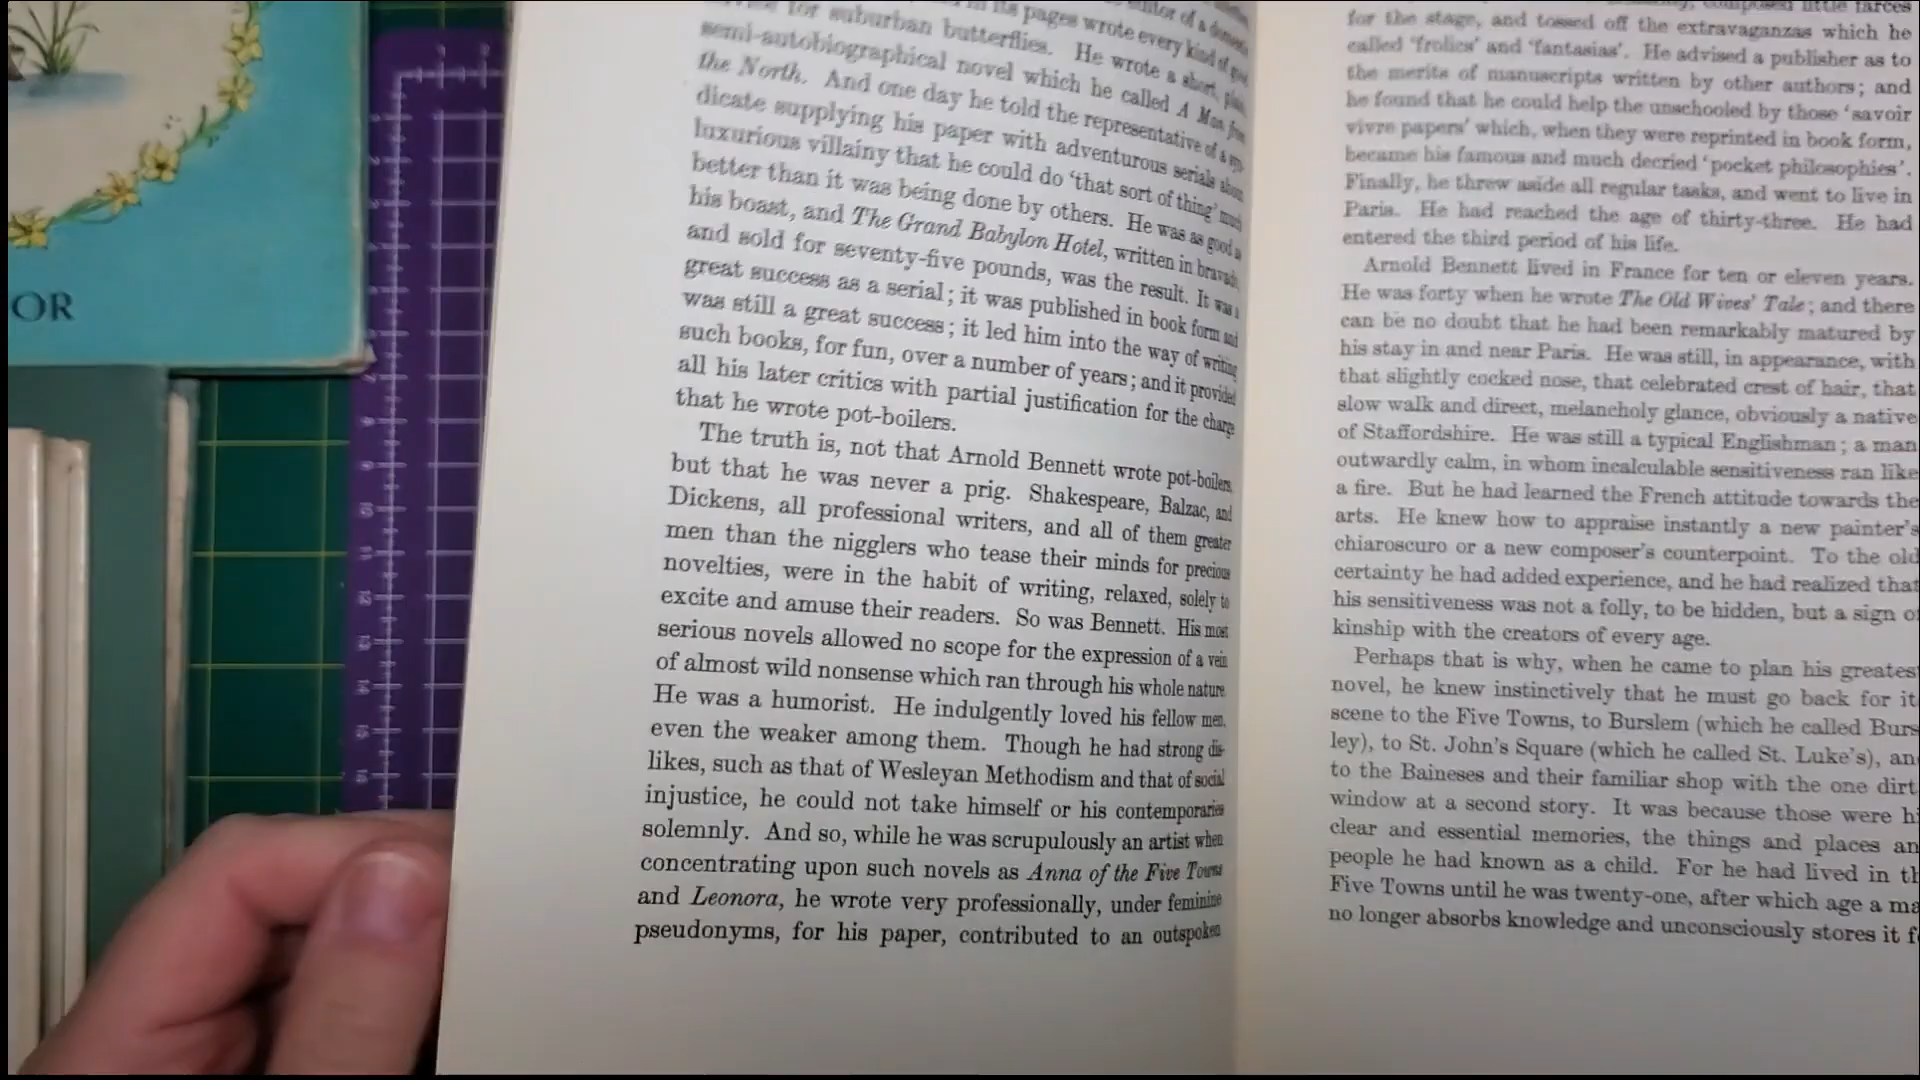 OR
its pages wrote every kind of
for suburban butterflies. He wrote a short,
semi-autobiographical novel which he called A Man from
the North. And one day he told the representative of a
dicate supplying his paper with adventurous serials about
luxurious villainy that he could do 'that sort of thing' much
better than it was being done by others. He was as good as
his boast, and The Grand Babylon Hotel, written in bravado,
and sold for seventy-five pounds, was the result. It was a
great success as a serial; it was published in book form and
was still a great success; it led him into the way of writing
such books, for fun, over a number of years; and it provided
all his later critics with partial justification for the charge
that he wrote pot-boilers.
The truth is, not that Arnold Bennett wrote pot-boilers,
but that he was never a prig. Shakespeare, Balzac, and
Dickens, all professional writers, and all of them greater
men than the nigglers who tease their minds for precious
novelties, were in the habit of writing, relaxed, solely to
excite and amuse their readers. So was Bennett. His most
serious novels allowed no scope for the expression of a vein
of almost wild nonsense which ran through his whole nature.
He was a humorist. He indulgently loved his fellow men,
even the weaker among them. Though he had strong dis-
likes, such as that of Wesleyan Methodism and that of social
injustice, he could not take himself or his contemporaries
solemnly. And so, while he was scrupulously an artist when
concentrating upon such novels as Anna of the Five Towns
and Leonora, he wrote very professionally, under feminine
pseudonyms, for his paper, contributed to an outspoken
composed little farces
for the stage, and tossed off the extravaganzas which he
called 'frolics' and 'fantasias'. He advised a publisher as to
the merits of manuscripts written by other authors; and
he found that he could help the unschooled by those 'savoir
vivre papers' which, when they were reprinted in book form,
became his famous and much decried 'pocket philosophies'.
Finally, he threw aside all regular tasks, and went to live in
Paris. He had reached the age of thirty-three. He had
entered the third period of his life.
Arnold Bennett lived in France for ten or eleven years.
He was forty when he wrote The Old Wives' Tale; and there
can be no doubt that he had been remarkably matured by
his stay in and near Paris. He was still, in appearance, with
that slightly cocked nose, that celebrated crest of hair, that
slow walk and direct, melancholy glance, obviously a native
of Staffordshire. He was still a typical Englishman; a man
outwardly calm, in whom incalculable sensitiveness ran like
a fire. But he had learned the French attitude towards the
arts. He knew how to appraise instantly a new painter's
chiaroscuro or a new composer's counterpoint. To the old
certainty he had added experience, and he had realized that
his sensitiveness was not a folly, to be hidden, but a sign of
kinship with the creators of every age.
Perhaps that is why, when he came to plan his greatest
novel, he knew instinctively that he must go back for it
scene to the Five Towns, to Burslem (which he called Burs
ley), to St. John's Square (which he called St. Luke's), an
to the Baineses and their familiar shop with the one dirt
window at a second story. It was because those were hi
clear and essential memories, the things and places an
people he had known as a child. For he had lived in th
Five Towns until he was twenty-one, after which age a ma
no longer absorbs knowledge and unconsciously stores it f